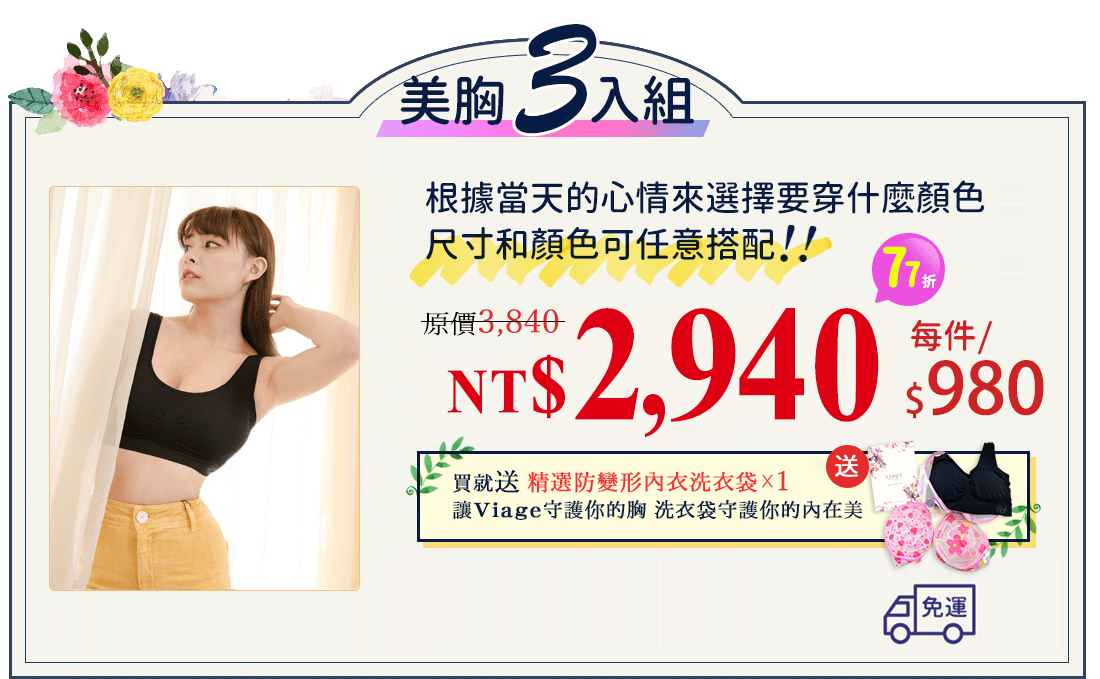 美胸3入組
根據當天的心情來選擇要穿什麼顏色
尺寸和顏色可任意搭配!!
77折
原價3,840
NT$2,940
每件/
$980
送
買就送 精選防變形內衣洗衣袋×1
讓Viage守護你的胸 洗衣袋守護你的內在美
免運